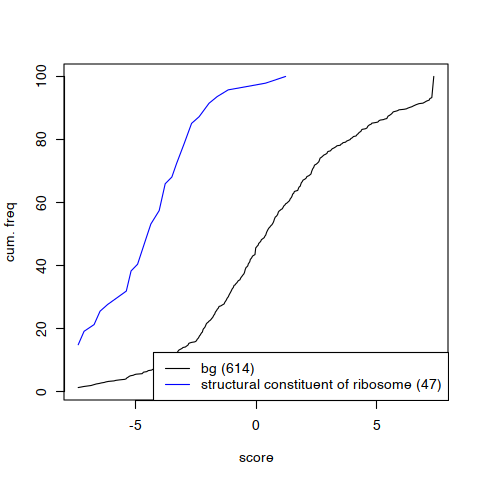 cum. freq
100
80
60
40
20
0
-5
0
5
score
bg (614)
structural constituent of ribosome (47)